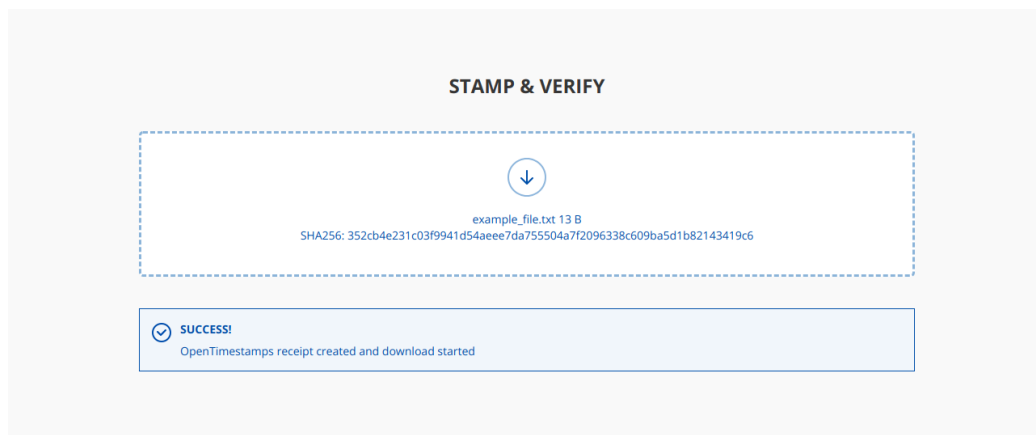 STAMP & VERIFY
example_file.txt 13 B
SHA256: 352cb4e231c03f9941d54aeee7da755504a7f2096338c609ba5d1b82143419c6
SUCCESS!
OpenTimestamps receipt created and download started